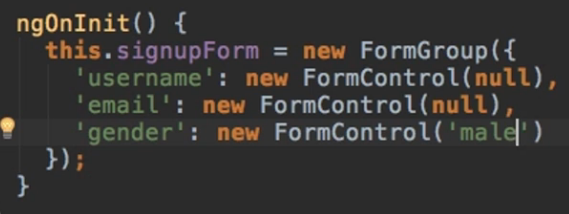 ngOnInit() {
this.signupForm = new FormGroup({
'username': new FormControl(null),
'email': new FormControl(null),
'gender': new FormControl('male')
});
}